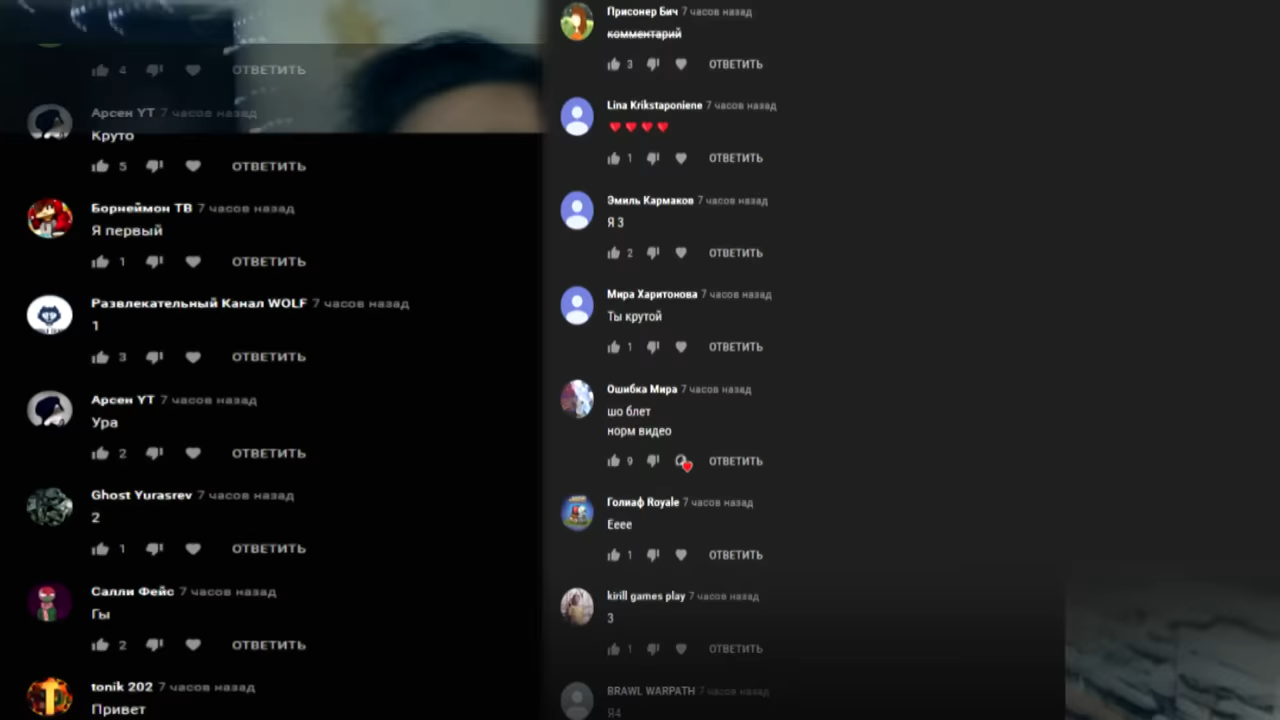 4 ОТВЕТИТЬ
Арсен YT 7 часов назад
Круто
5 ОТВЕТИТЬ
Борнеймон ТВ 7 часов назад
Я первый
1 ОТВЕТИТЬ
Развлекательный Канал WOLF 7 часов назад
1
3 ОТВЕТИТЬ
Арсен YT 7 часов назад
Ура
2 ОТВЕТИТЬ
Ghost Yurasrev 7 часов назад
2
1 ОТВЕТИТЬ
Салли Фейс 7 часов назад
Гы
2 ОТВЕТИТЬ
tonik 202 7 часов назад
Привет
Присонер Бич 7 часов назад
комментарий
3 ОТВЕТИТЬ
Lina Krikstaponiene 7 часов назад
♥♥♥♥
1 ОТВЕТИТЬ
Эмиль Кармаков 7 часов назад
Я 3
2 ОТВЕТИТЬ
Мира Харитонова 7 часов назад
Ты крутой
1 ОТВЕТИТЬ
Ошибка Мира 7 часов назад
шо блет
норм видео
9 ОТВЕТИТЬ
Голиаф Royale 7 часов назад
Ееее
1 ОТВЕТИТЬ
kirill games play 7 часов назад
3
1 ОТВЕТИТЬ
BRAWL WARPATH 7 часов назад
Я4